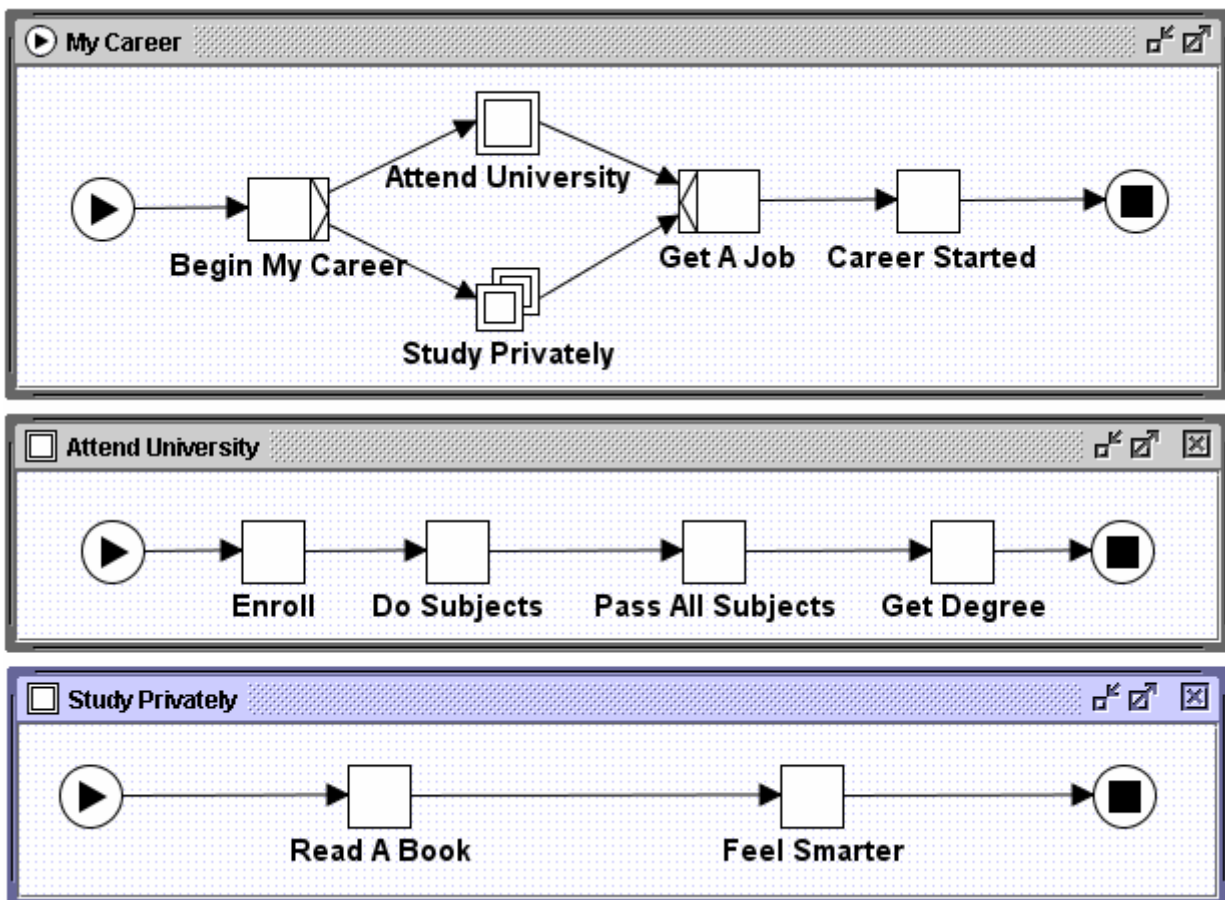 My Career
Attend University
Begin My Career
Get A Job
Career Started
Study Privately
Attend University
Enroll
Do Subjects
Pass All Subjects
Get Degree
Study Privately
Read A Book
Feel Smarter